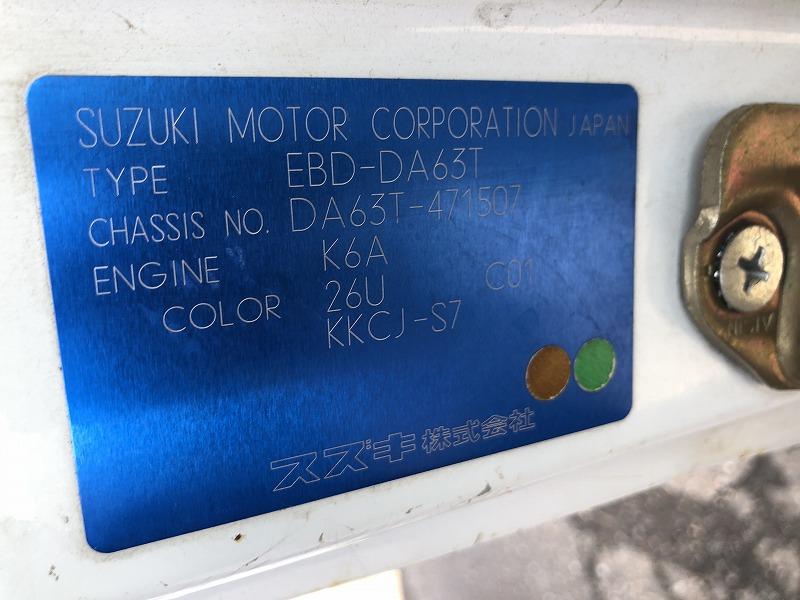 SUZUKI MOTOR CORPORATION JAPAN
TYPE EBD-DA63T
CHASSIS NO. DA63T-471507
ENGINE K6A
COLOR 26U C01
KKCJ-S7
スズキ株式会社